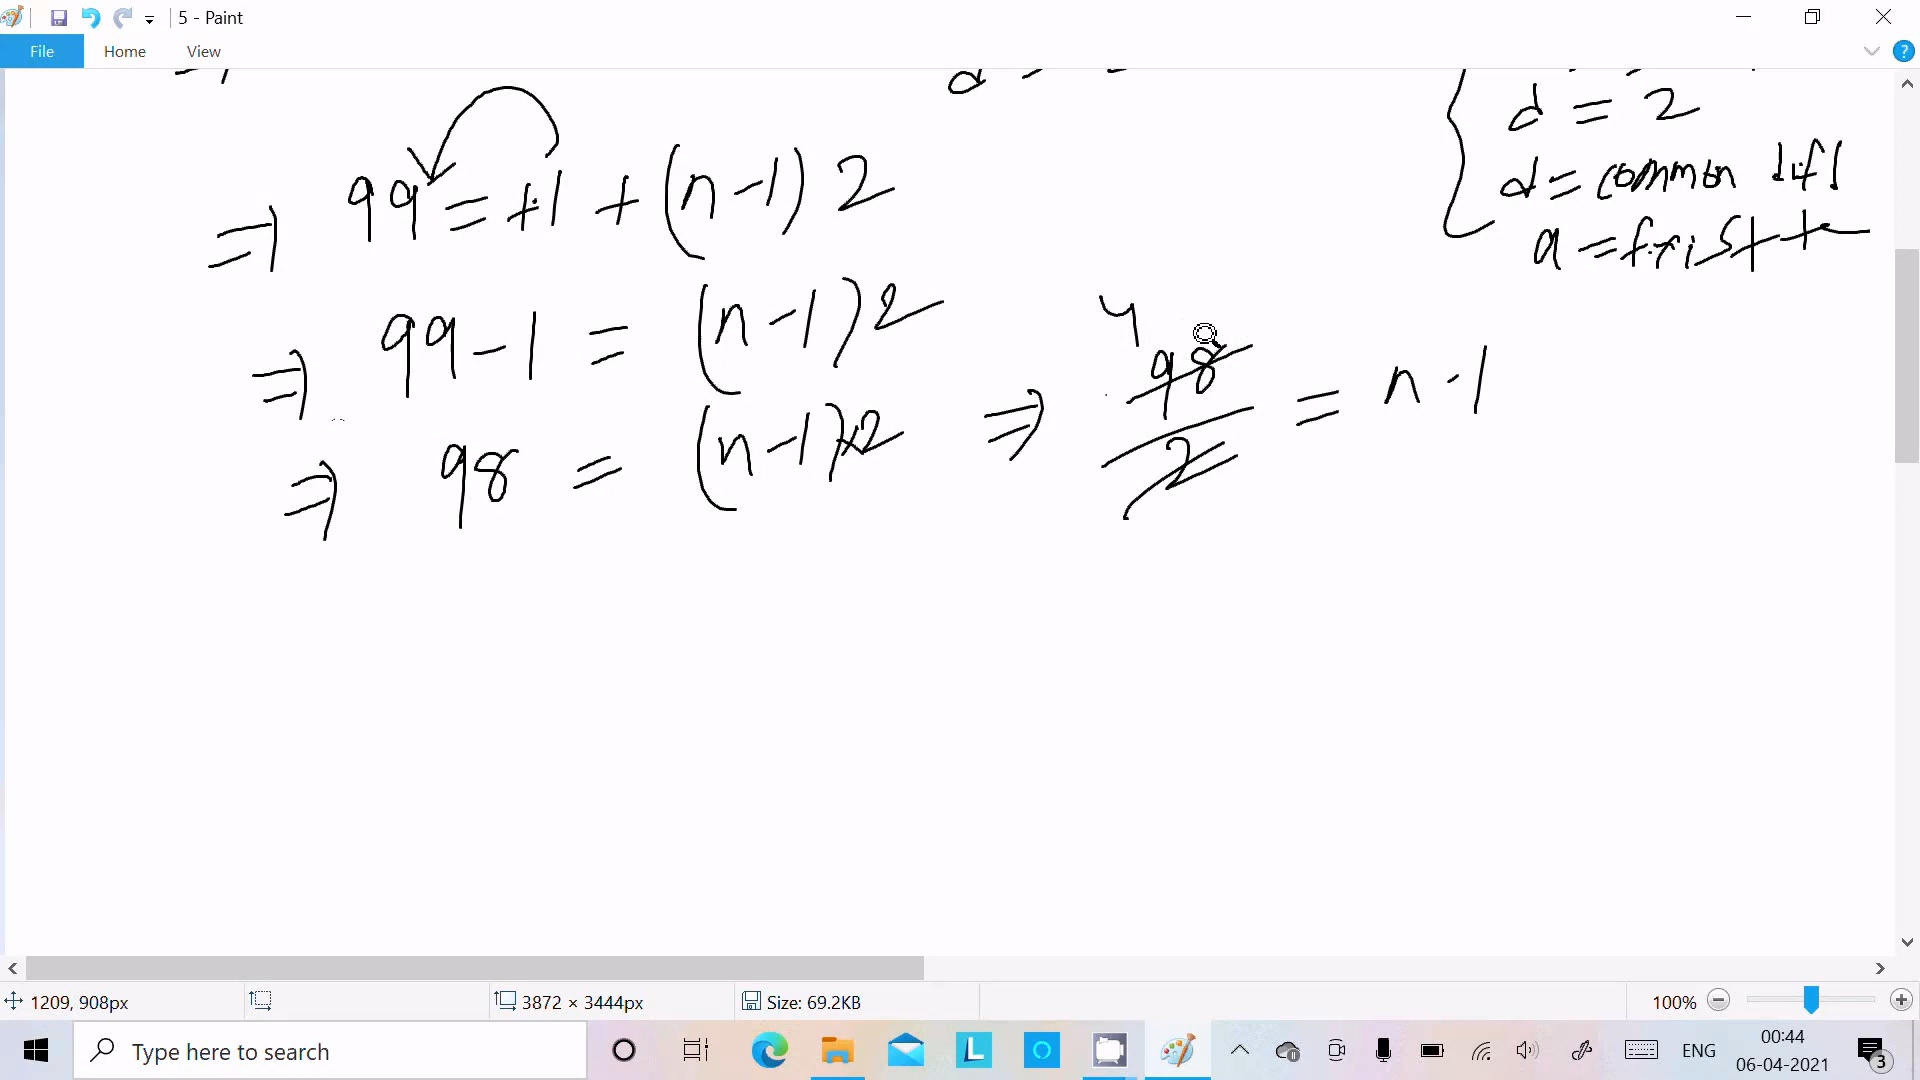 5 - Paint
File Home View
d = 2
d = common diff
a = frist te
⇒ 99 = +1 + (n-1) 2
⇒ 99 - 1 = (n-1) 2
⇒ 98 = (n-1)×2 ⇒ 98/2 = n - 1
4
1209, 908px
3872 × 3444px
Size: 69.2KB
100%
Type here to search
L
ENG
00:44
06-04-2021
3